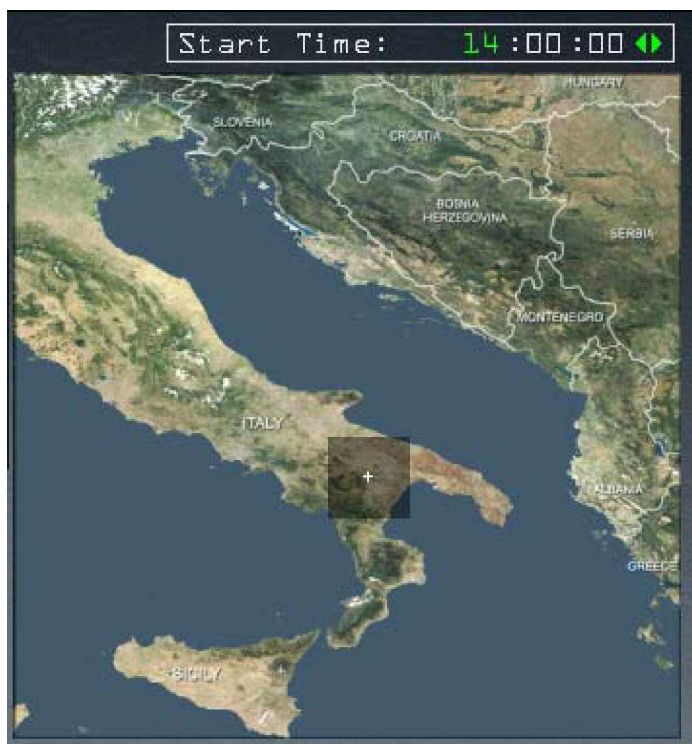 Start Time: 14:00:00
HUNGARY
SLOVENIA
CROATIA
BOSNIA
HERZEGOVINA
SERBIA
MONTENEGRO
ITALY
ALBANIA
GREECE
SICILY